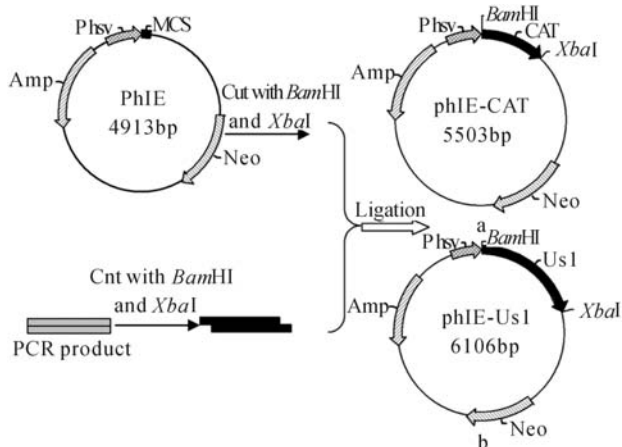 Phsv
MCS
Amp
PhIE
4913bp
Neo
Cut with BamHI
and XbaI
Cnt with BamHI
and XbaI
PCR product
Ligation
Phsv
BamHI
CAT
XbaI
Amp
phIE-CAT
5503bp
Neo
a
Phsv
BamHI
Us1
Amp
XbaI
phIE-Us1
6106bp
Neo
b